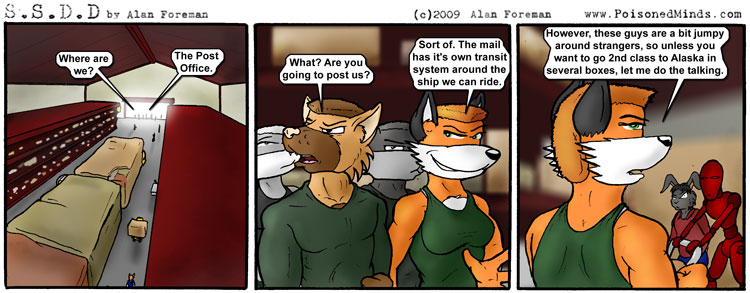 S.S.D.D by Alan Foreman (c)2009 Alan Foreman www.PoisonedMinds.com
Where are
we?
The Post
Office.
What? Are you
going to post us?
Sort of. The mail
has it's own transit
system around the
ship we can ride.
However, these guys are a bit jumpy
around strangers, so unless you
want to go 2nd class to Alaska in
several boxes, let me do the talking.